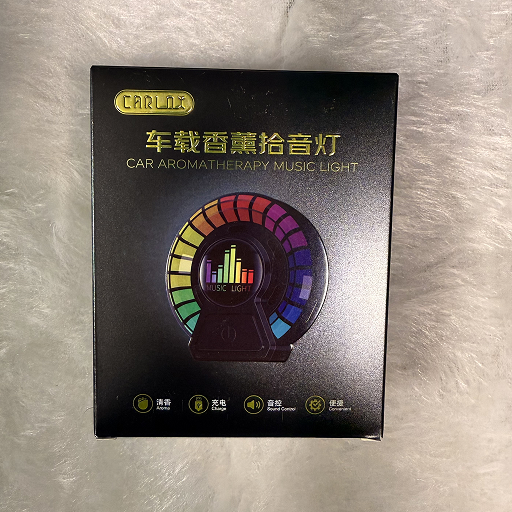 CARLOX
车载香薰拾音灯
CAR AROMATHERAPY MUSIC LIGHT
MUSIC LIGHT
清香 充电 音控 便捷
Aroma Charge Sound Control Convenient